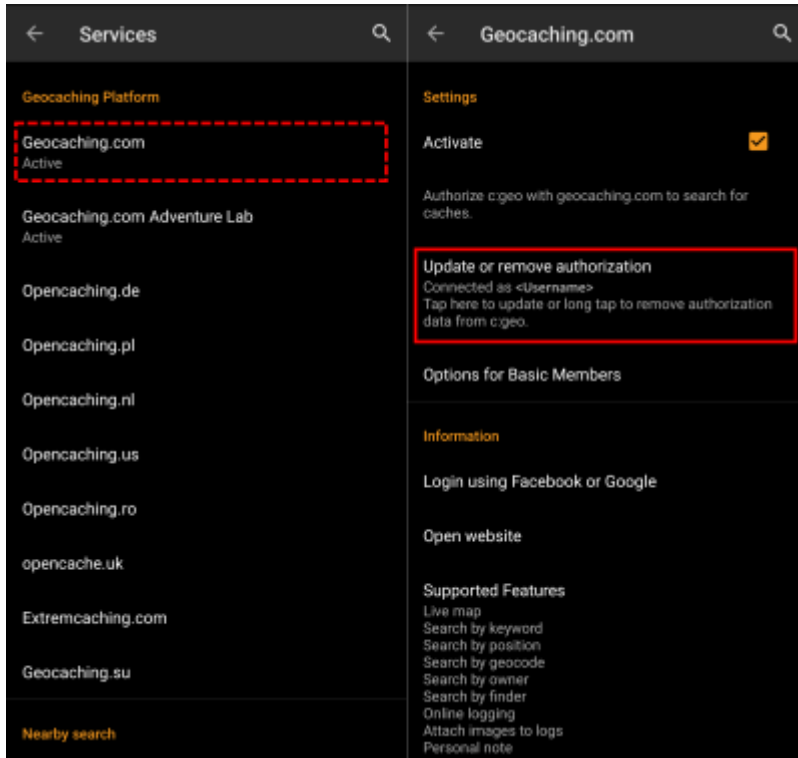 Services
Geocaching Platform
Geocaching.com
Active
Geocaching.com Adventure Lab
Active
Opencaching.de
Opencaching.pl
Opencaching.nl
Opencaching.us
Opencaching.ro
opencache.uk
Extremcaching.com
Geocaching.su
Nearby search
Geocaching.com
Settings
Activate
Authorize c:geo with geocaching.com to search for
caches.
Update or remove authorization
Connected as <Username>
Tap here to update or long tap to remove authorization
data from c:geo.
Options for Basic Members
Information
Login using Facebook or Google
Open website
Supported Features
Live map
Search by keyword
Search by position
Search by geocode
Search by owner
Search by finder
Online logging
Attach images to logs
Personal note